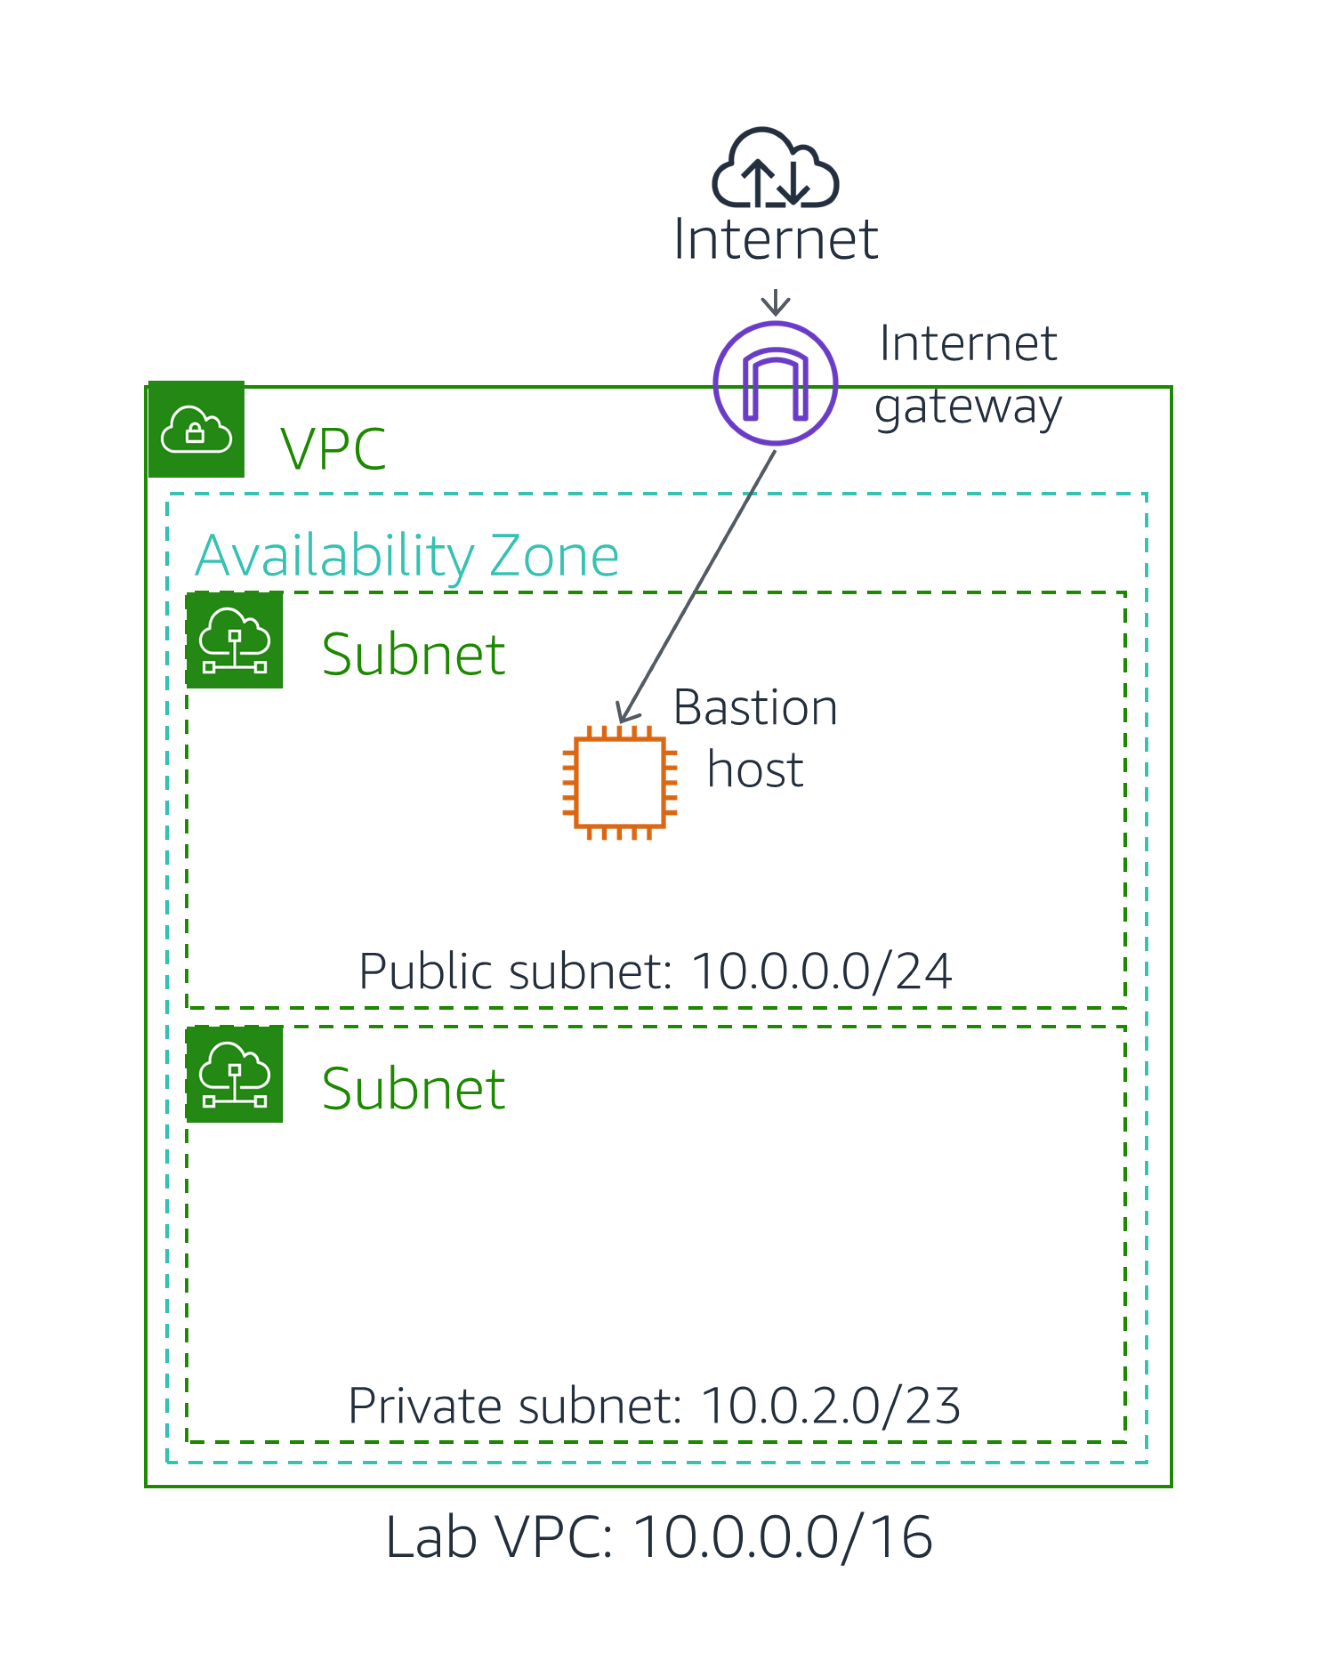 Internet
Internet
gateway
VPC
Availability Zone
Subnet
Bastion
host
Public subnet: 10.0.0.0/24
Subnet
Private subnet: 10.0.2.0/23
Lab VPC: 10.0.0.0/16